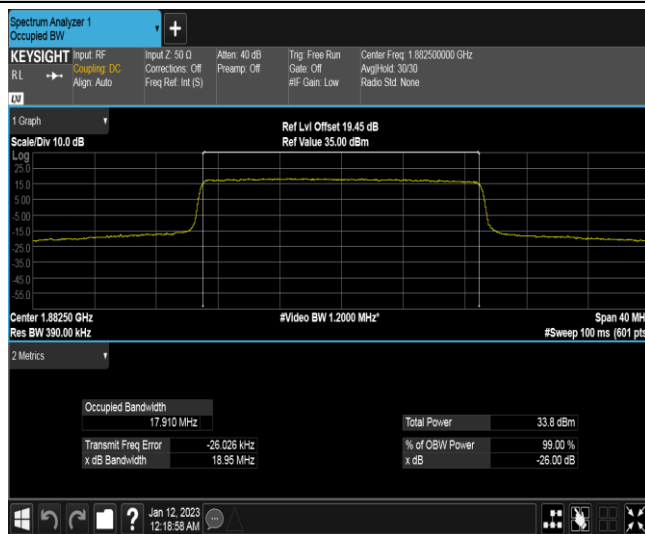 Spectrum Analyzer 1
Occupied BW
+
KEYSIGHT Input: RF Input Z: 50 Ω Atten: 40 dB Trig: Free Run Center Freq: 1.882500000 GHz
RL Coupling: DC Corrections: Off Preamp: Off Gate: Off Avg|Hold: 30/30
Align: Auto Freq Ref: Int (S) #IF Gain: Low Radio Std: None
LXI
1 Graph
Ref Lvl Offset 19.45 dB
Scale/Div 10.0 dB Ref Value 35.00 dBm
Log
25.0
15.0
5.00
-5.00
-15.0
-25.0
-35.0
-45.0
-55.0
Center 1.88250 GHz #Video BW 1.2000 MHz* Span 40 MH
Res BW 390.00 kHz #Sweep 100 ms (601 pts
2 Metrics
Occupied Bandwidth
17.910 MHz Total Power 33.8 dBm
Transmit Freq Error -26.026 kHz % of OBW Power 99.00 %
x dB Bandwidth 18.95 MHz x dB -26.00 dB
? Jan 12, 2023
12:18:58 AM